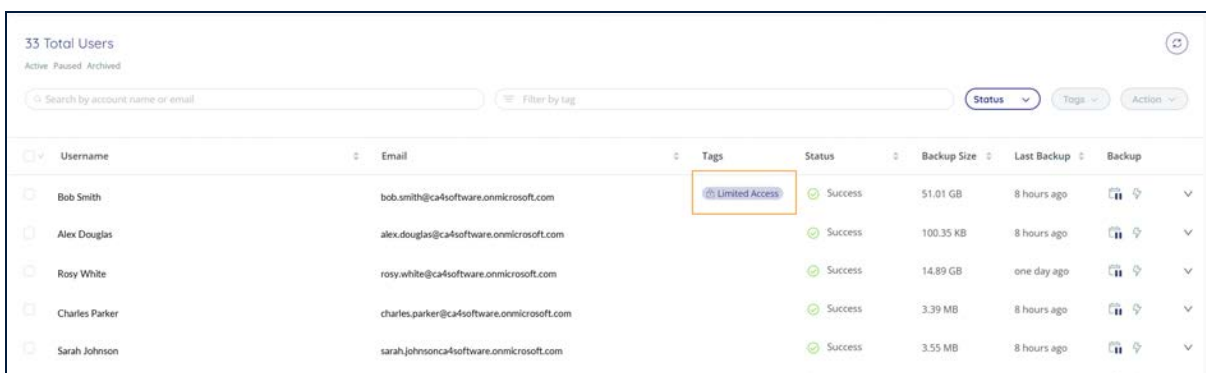 33 Total Users
Active Paused Archived
Search by account name or email Filter by tag Status Tags Action
Username Email Tags Status Backup Size Last Backup Backup
Bob Smith bob.smith@ca4software.onmicrosoft.com Limited Access Success 51.01 GB 8 hours ago
Alex Douglas alex.douglas@ca4software.onmicrosoft.com Success 100.35 KB 8 hours ago
Rosy White rosy.white@ca4software.onmicrosoft.com Success 14.89 GB one day ago
Charles Parker charles.parker@ca4software.onmicrosoft.com Success 3.39 MB 8 hours ago
Sarah Johnson sarah.johnsonca4software.onmicrosoft.com Success 3.55 MB 8 hours ago